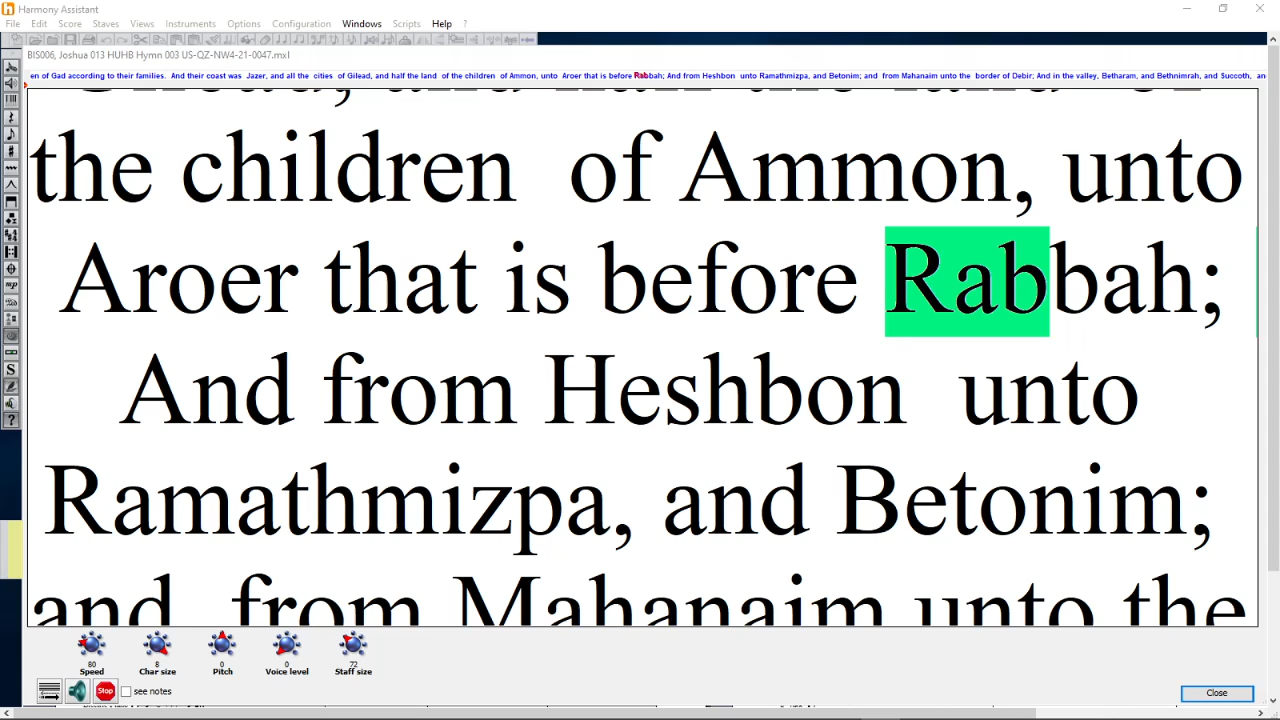 Harmony Assistant
File Edit Score Staves Views Instruments Options Configuration Windows Scripts Help ?
BIS006, Joshua 013 HUHB Hymn 003 US-QZ-NW4-21-0047.mxl
en of Gad according to their families. And their coast was Jazer, and all the cities of Gilead, and half the land of the children of Ammon, unto Aroer that is before Rabbah; And from Heshbon unto Ramathmizpa, and Betonim; and from Mahanaim unto the border of Debir; And in the valley, Betharam, and Bethnimrah, and Succoth, an
the children of Ammon, unto
Aroer that is before Rabbah;
And from Heshbon unto
Ramathmizpa, and Betonim;
and from Mahanaim unto the
80 8 0 0 72
Speed Char size Pitch Voice level Staff size
Stop see notes Close